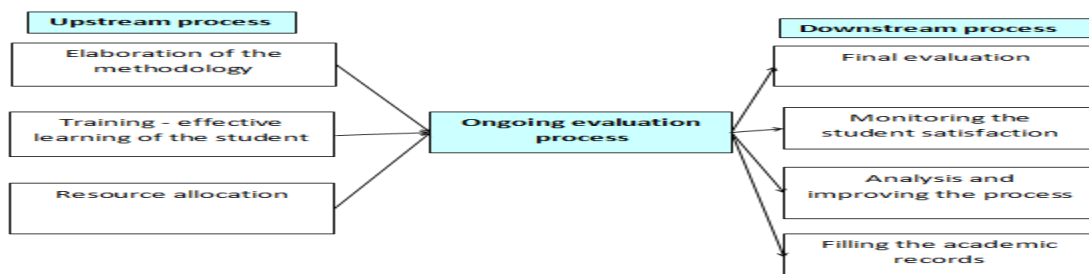 Upstream process
Elaboration of the
methodology
Training - effective
learning of the student
Resource allocation
Ongoing evaluation
process
Downstream process
Final evaluation
Monitoring the
student satisfaction
Analysis and
improving the process
Filling the academic
records